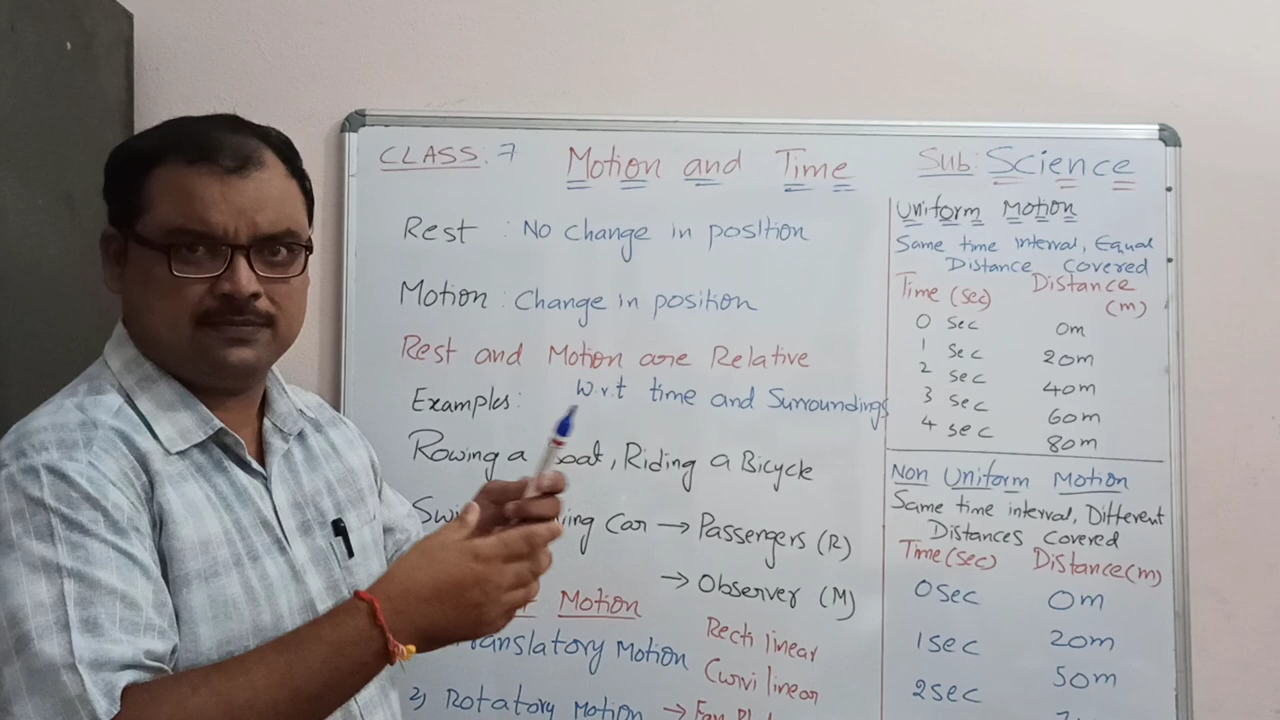 CLASS: 7
Motion and Time
Sub: Science
Rest : No change in position
Motion : Change in position
Rest and Motion are Relative
w.r.t time and Surroundings
Examples:
Rowing a boat, Riding a Bicycle
Car → Passengers (R)
→ Observer (M)
Motion
Translatory Motion
Recti linear
Curvi linear
2) Rotatory Motion → Fan
Uniform Motion
Same time interval, Equal
Distance Covered
Time (sec) Distance (m)
0 sec 0m
1 sec 20m
2 sec 40m
3 sec 60m
4 sec 80m
Non Uniform Motion
Same time interval, Different
Distances Covered
Time (sec) Distance (m)
0 sec 0m
1 sec 20m
2 sec 50m